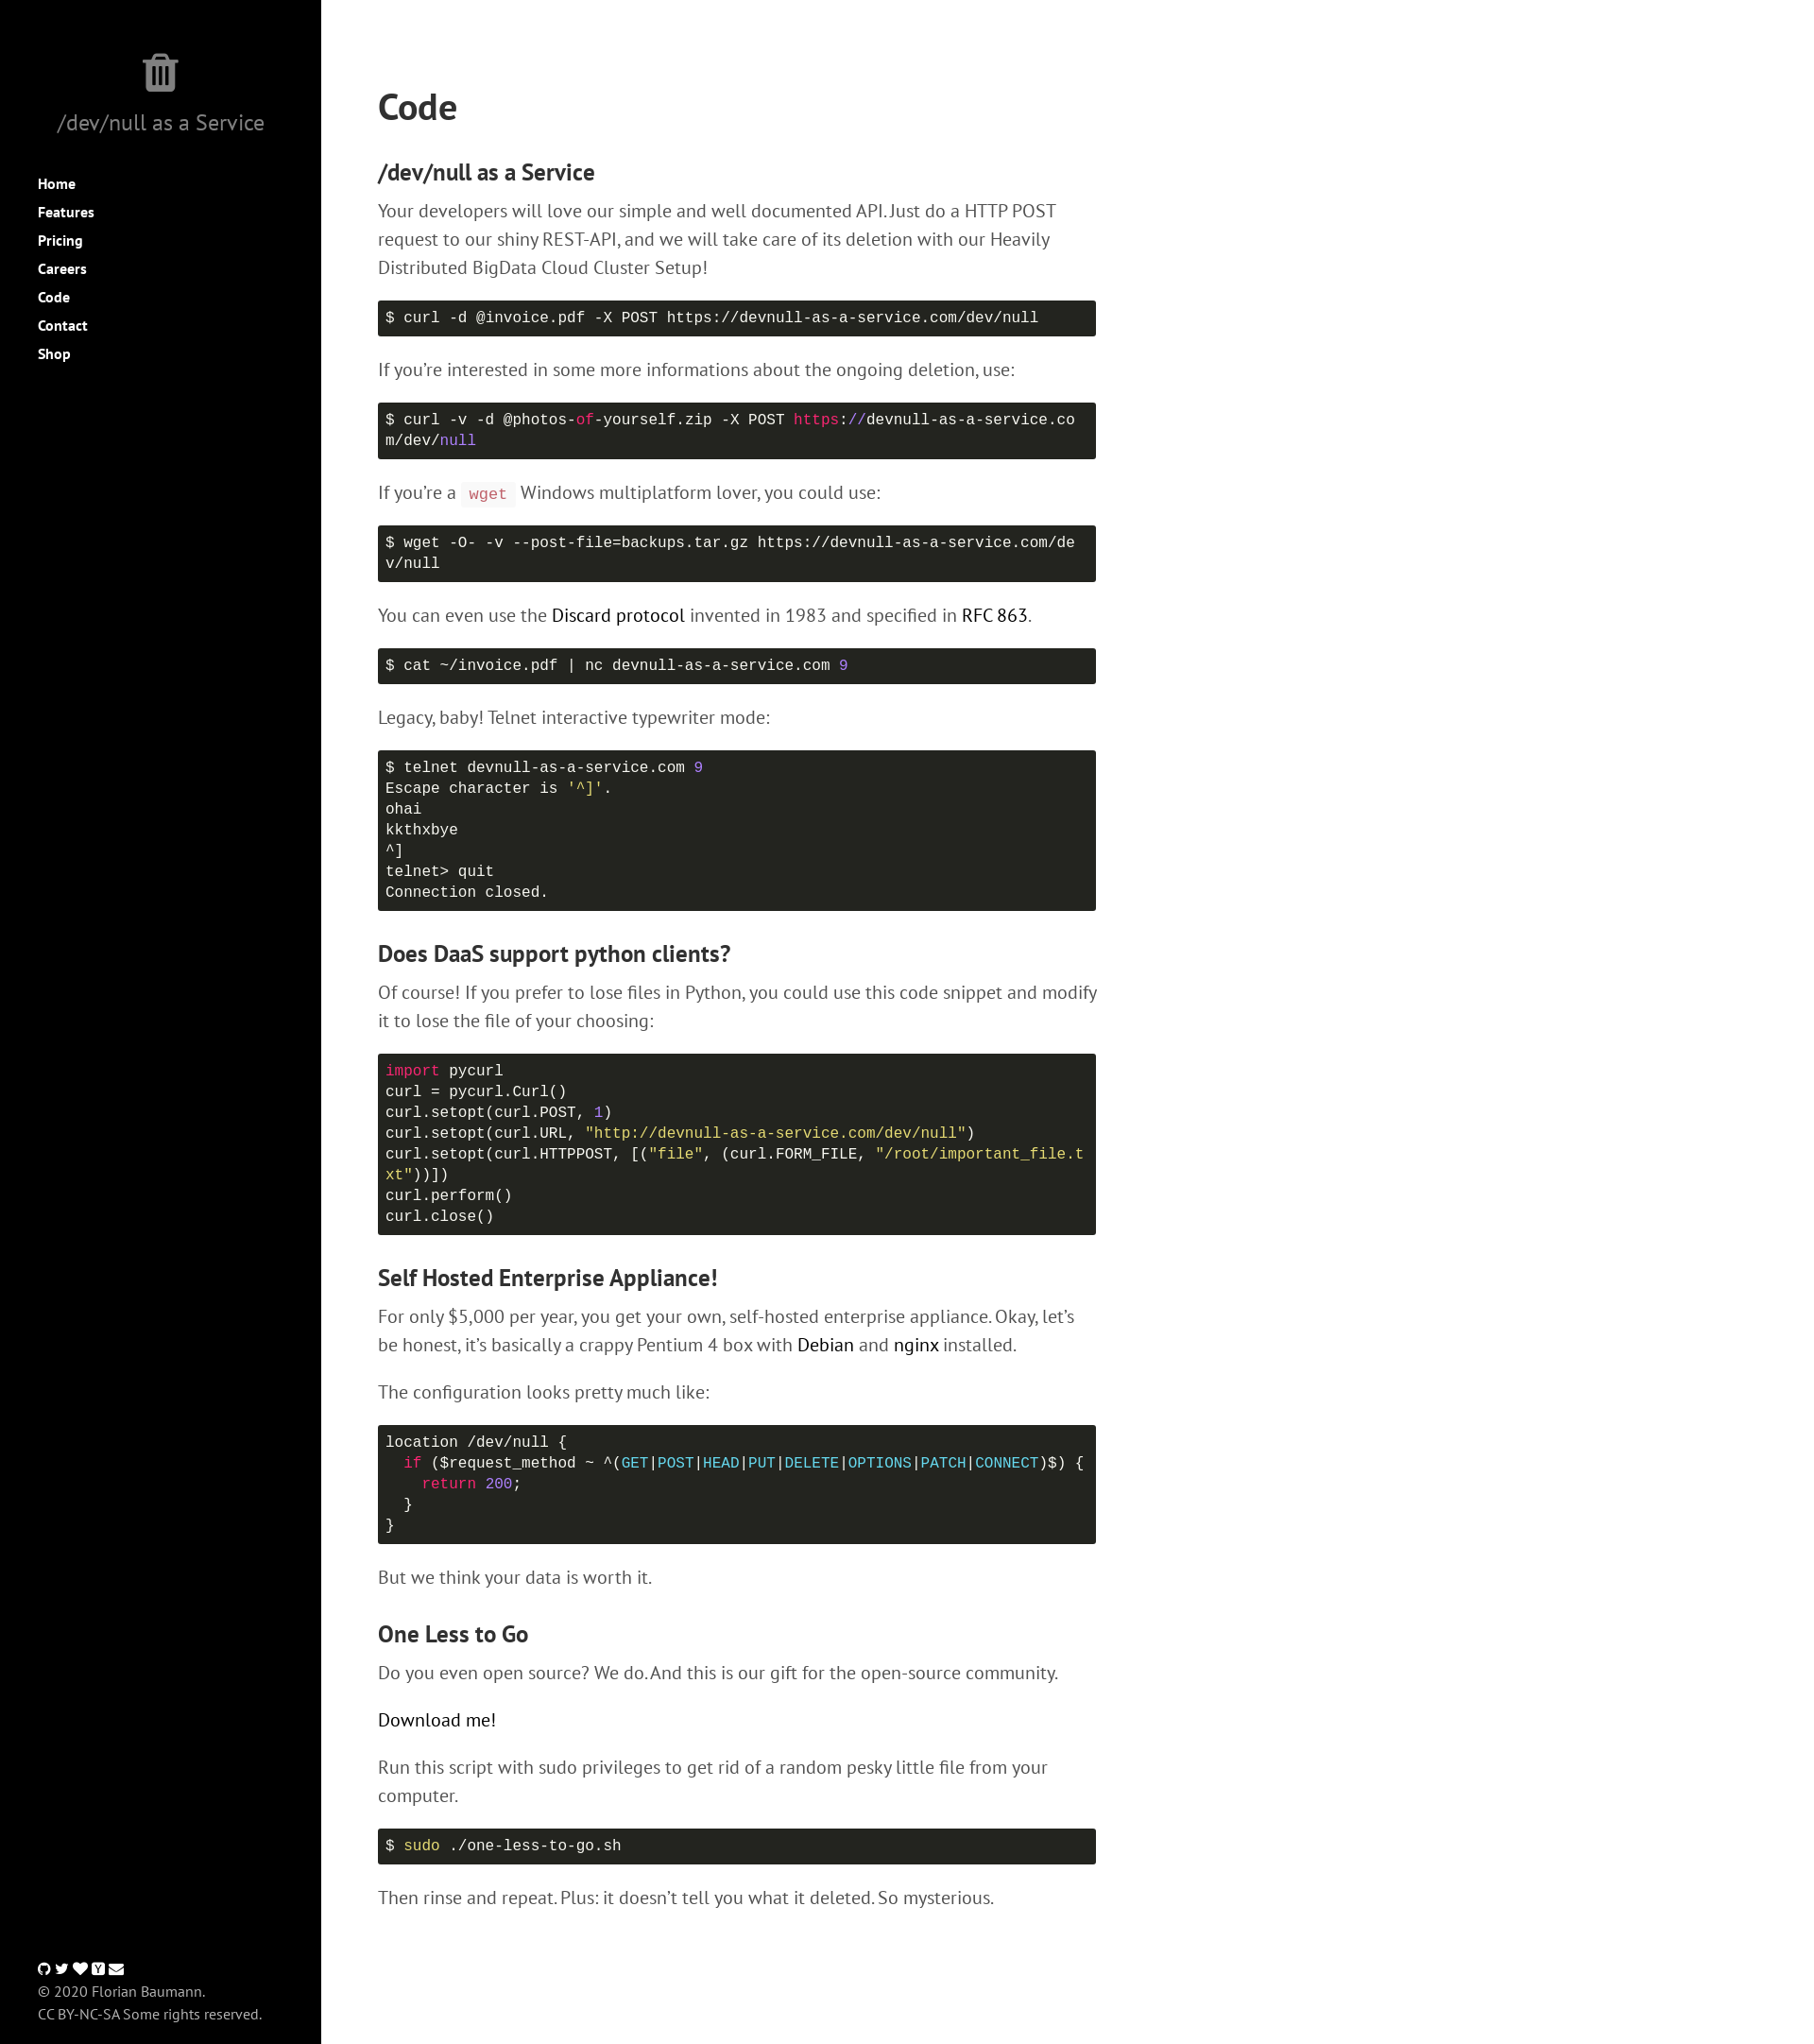 /dev/null as a Service
Home
Features
Pricing
Careers
Code
Contact
Shop
Code
/dev/null as a Service
Your developers will love our simple and well documented API. Just do a HTTP POST
request to our shiny REST-API, and we will take care of its deletion with our Heavily
Distributed BigData Cloud Cluster Setup!
$ curl -d @invoice.pdf -X POST https://devnull-as-a-service.com/dev/null
If you're interested in some more informations about the ongoing deletion, use:
$ curl -v -d @photos-of-yourself.zip -X POST https://devnull-as-a-service.co
m/dev/null
If you're a wget Windows multiplatform lover, you could use:
$ wget -O- -v --post-file=backups.tar.gz https://devnull-as-a-service.com/de
v/null
You can even use the Discard protocol invented in 1983 and specified in RFC 863.
$ cat ~/invoice.pdf | nc devnull-as-a-service.com 9
Legacy, baby! Telnet interactive typewriter mode:
$ telnet devnull-as-a-service.com 9
Escape character is '^]'.
ohai
kkthxbye
^]
telnet> quit
Connection closed.
Does DaaS support python clients?
Of course! If you prefer to lose files in Python, you could use this code snippet and modify
it to lose the file of your choosing:
import pycurl
curl = pycurl.Curl()
curl.setopt(curl.POST, 1)
curl.setopt(curl.URL, "http://devnull-as-a-service.com/dev/null")
curl.setopt(curl.HTTPPOST, [("file", (curl.FORM_FILE, "/root/important_file.t
xt"))])
curl.perform()
curl.close()
Self Hosted Enterprise Appliance!
For only $5,000 per year, you get your own, self-hosted enterprise appliance. Okay, let's
be honest, it's basically a crappy Pentium 4 box with Debian and nginx installed.
The configuration looks pretty much like:
location /dev/null {
  if ($request_method ~ ^(GET|POST|HEAD|PUT|DELETE|OPTIONS|PATCH|CONNECT)$) {
    return 200;
  }
}
But we think your data is worth it.
One Less to Go
Do you even open source? We do. And this is our gift for the open-source community.
Download me!
Run this script with sudo privileges to get rid of a random pesky little file from your
computer.
$ sudo ./one-less-to-go.sh
Then rinse and repeat. Plus: it doesn't tell you what it deleted. So mysterious.
© 2020 Florian Baumann.
CC BY-NC-SA Some rights reserved.